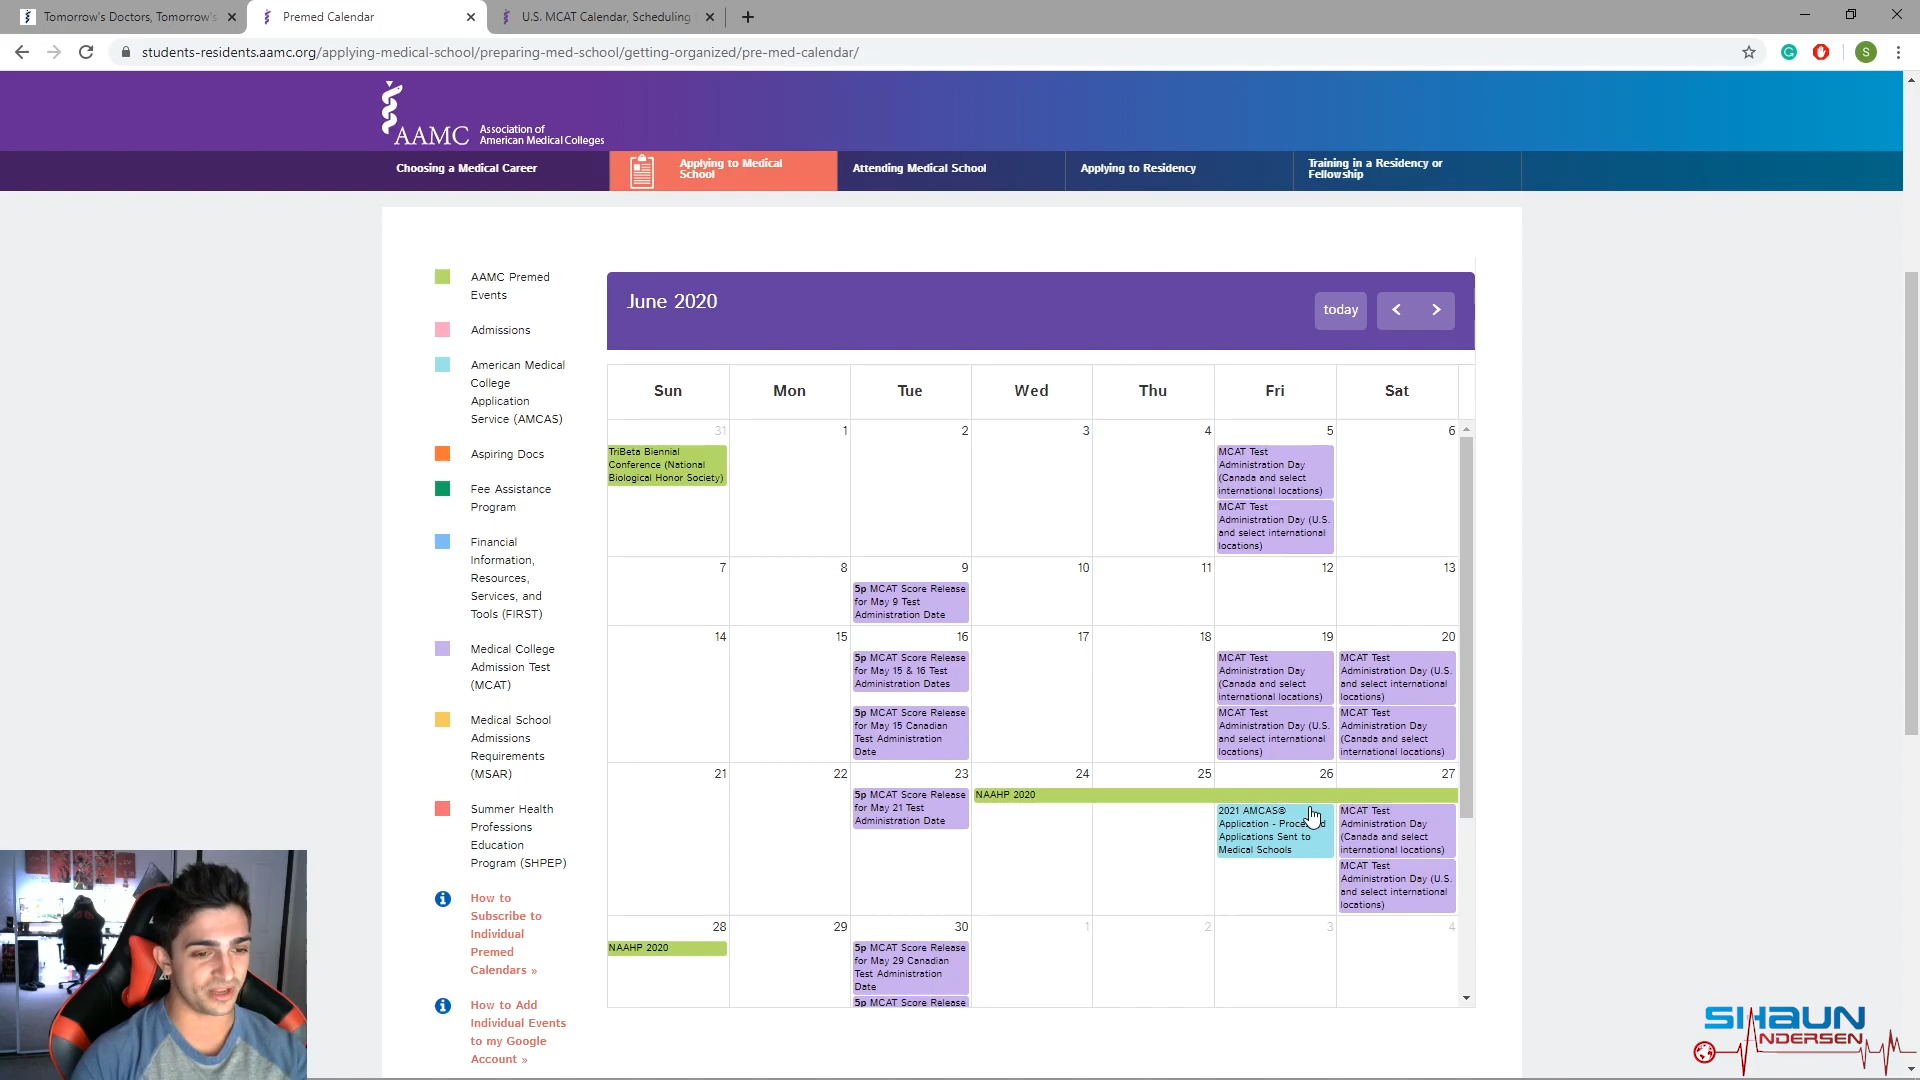 Tomorrow's Doctors, Tomorrow's
Premed Calendar
U.S. MCAT Calendar, Scheduling
students-residents.aamc.org/applying-medical-school/preparing-med-school/getting-organized/pre-med-calendar/
S
AAMC
Association of
American Medical Colleges
Choosing a Medical Career
Applying to Medical
School
Attending Medical School
Applying to Residency
Training in a Residency or
Fellowship
AAMC Premed
Events
Admissions
American Medical
College
Application
Service (AMCAS)
Aspiring Docs
Fee Assistance
Program
Financial
Information,
Resources,
Services, and
Tools (FIRST)
Medical College
Admission Test
(MCAT)
Medical School
Admissions
Requirements
(MSAR)
Summer Health
Professions
Education
Program (SHPEP)
How to
Subscribe to
Individual
Premed
Calendars »
How to Add
Individual Events
to my Google
Account »
June 2020
today
Sun Mon Tue Wed Thu Fri Sat
31 1 2 3 4 5 6
TriBeta Biennial
Conference (National
Biological Honor Society)
MCAT Test
Administration Day
(Canada and select
international locations)
MCAT Test
Administration Day (U.S.
and select international
locations)
7 8 9 10 11 12 13
5p MCAT Score Release
for May 9 Test
Administration Date
14 15 16 17 18 19 20
5p MCAT Score Release
for May 15 & 16 Test
Administration Dates
5p MCAT Score Release
for May 15 Canadian
Test Administration
Date
MCAT Test
Administration Day
(Canada and select
international locations)
MCAT Test
Administration Day (U.S.
and select international
locations)
MCAT Test
Administration Day (U.S.
and select international
locations)
MCAT Test
Administration Day
(Canada and select
international locations)
21 22 23 24 25 26 27
5p MCAT Score Release
for May 21 Test
Administration Date
NAAHP 2020
2021 AMCAS®
Application -
Applications Sent to
Medical Schools
MCAT Test
Administration Day
(Canada and select
international locations)
MCAT Test
Administration Day (U.S.
and select international
locations)
28 29 30 1 2 3 4
NAAHP 2020
5p MCAT Score Release
for May 29 Canadian
Test Administration
Date
5p MCAT Score Release
SHAUN
ANDERSEN